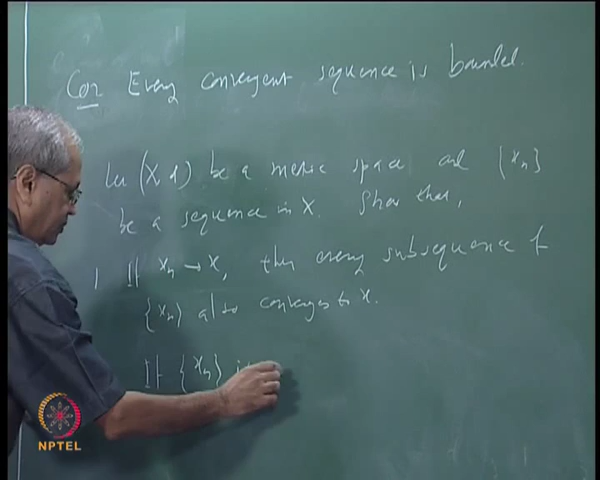 Cor Every convergent sequence is bounded.
Let (X d) be a metric space and {xn}
be a sequence in X. Show that,
1 If xn → x, then every subsequence of
{xn} also converges to x.
If {xn} is
NPTEL